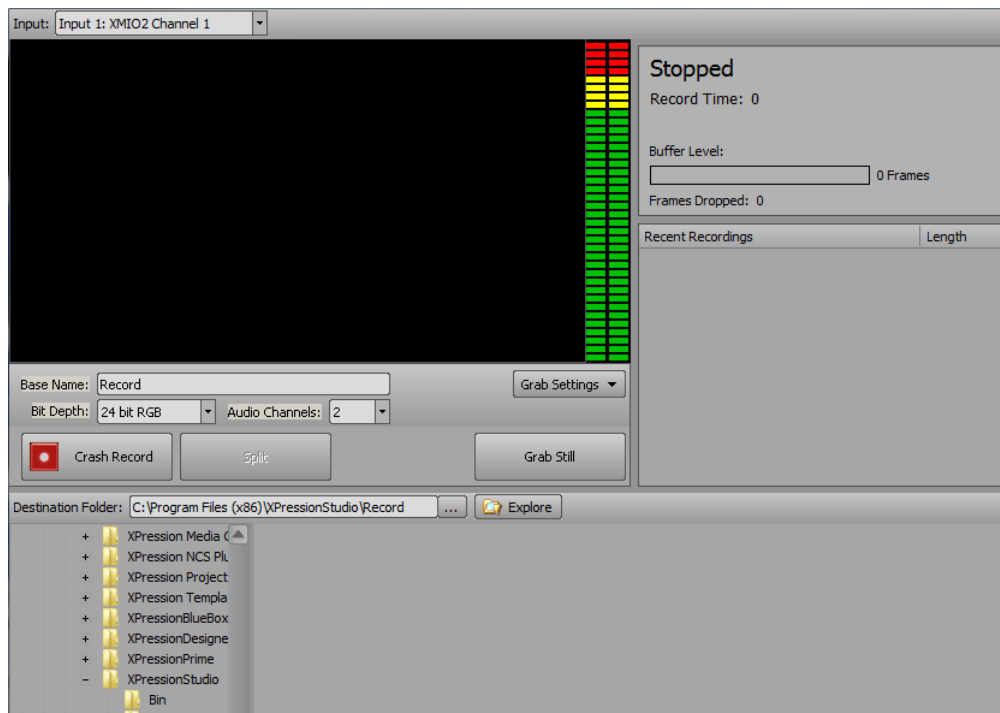 Input: Input 1: XMIO2 Channel 1
Stopped
Record Time: 0
Buffer Level:
0 Frames
Frames Dropped: 0
Recent Recordings Length
Base Name: Record Grab Settings
Bit Depth: 24 bit RGB Audio Channels: 2
Crash Record Split Grab Still
Destination Folder: C:\Program Files (x86)\XPressionStudio\Record ... Explore
XPression Media C
XPression NCS Plu
XPression Project
XPression Templa
XPressionBlueBox
XPressionDesigne
XPressionPrime
XPressionStudio
Bin